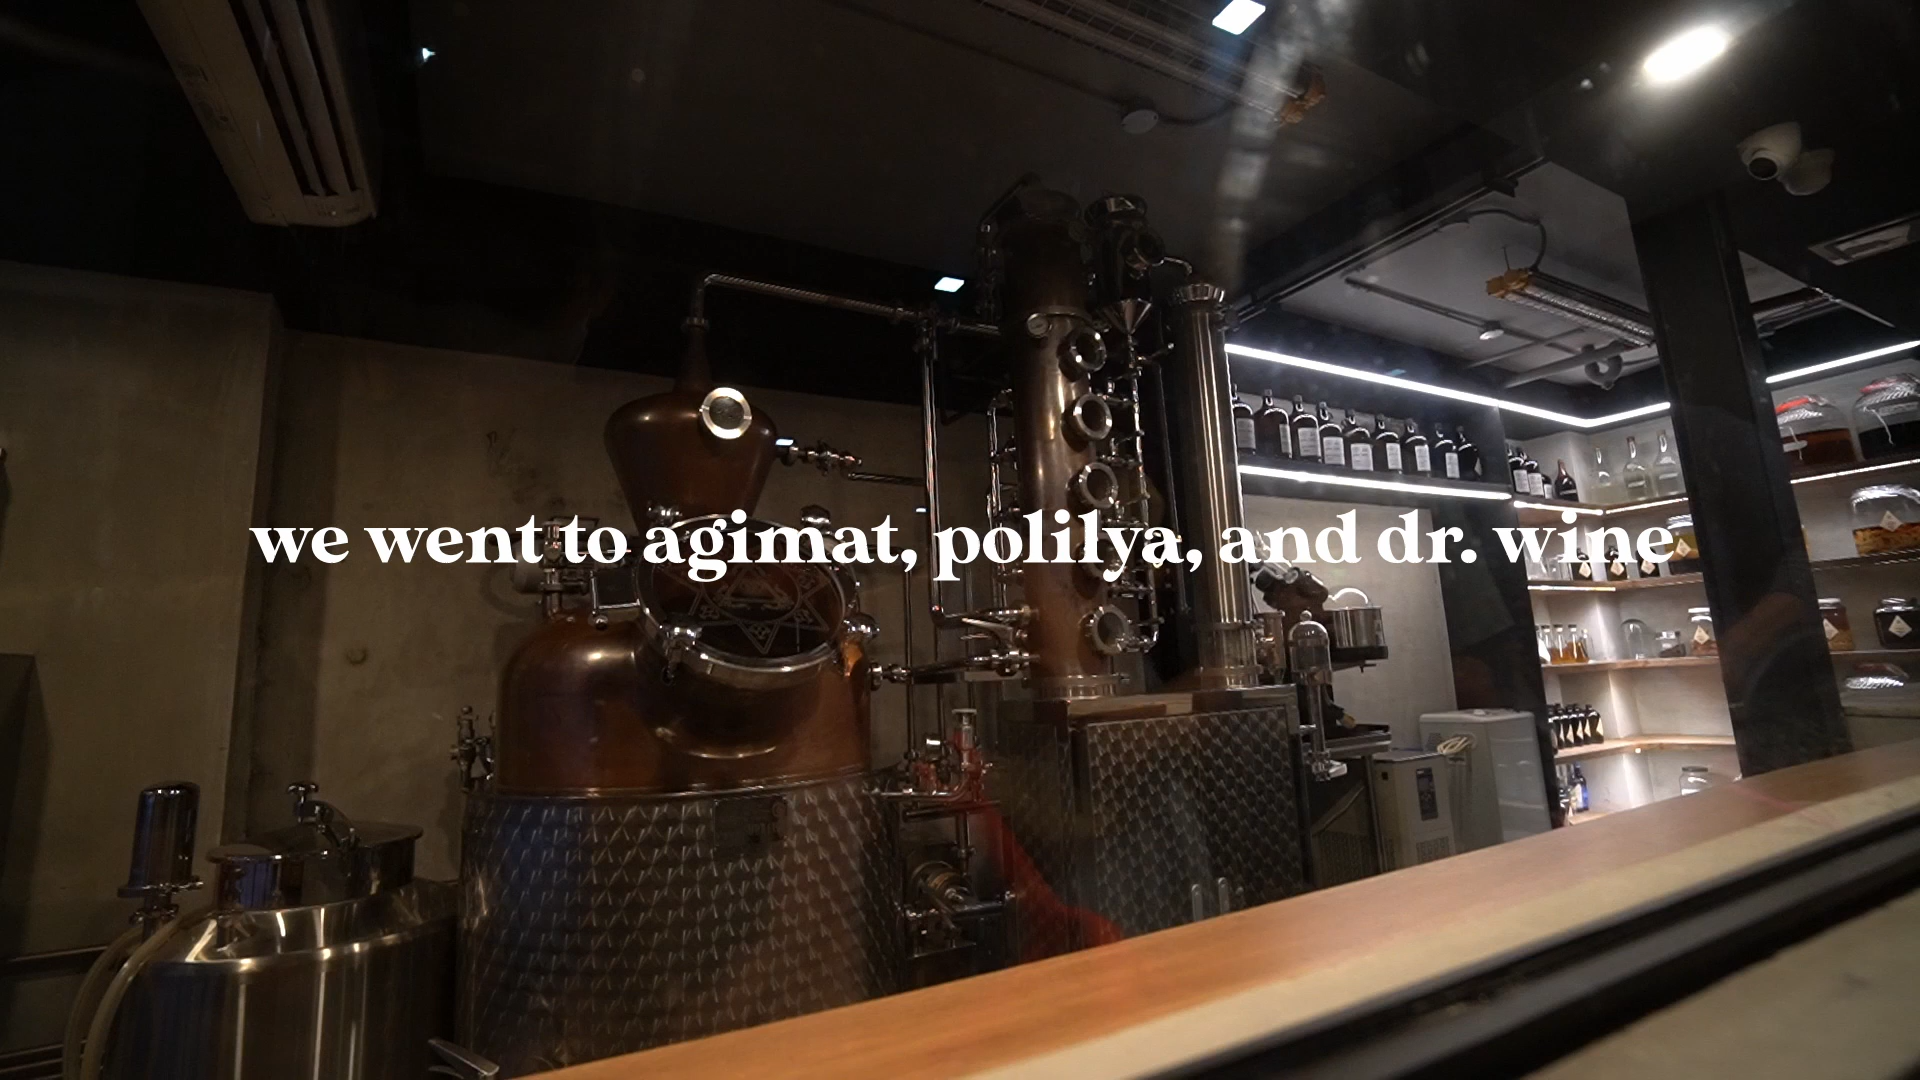 we went to agimat, polilya, and dr. wine